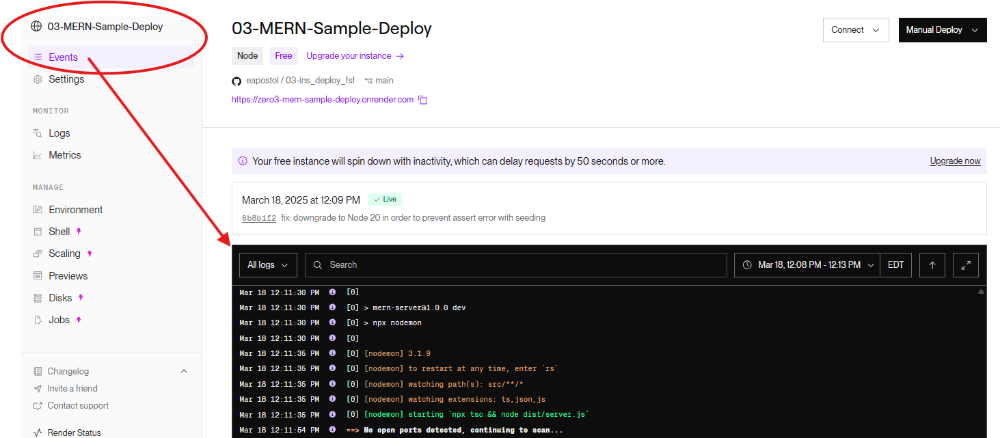 03-MERN-Sample-Deploy
Events
Settings
MONITOR
Logs
Metrics
MANAGE
Environment
Shell
Scaling
Previews
Disks
Jobs
Changelog
Invite a friend
Contact support
Render Status
03-MERN-Sample-Deploy
Connect
Manual Deploy
Node Free Upgrade your instance →
eapostol / 03-ins_deploy_fsf main
https://zero3-mern-sample-deploy.onrender.com
Your free instance will spin down with inactivity, which can delay requests by 50 seconds or more. Upgrade now
March 18, 2025 at 12:09 PM ✓ Live
6b8b1f2 fix: downgrade to Node 20 in order to prevent assert error with seeding
All logs Search Mar 18, 12:08 PM - 12:13 PM EDT
Mar 18 12:11:30 PM [0]
Mar 18 12:11:30 PM [0] > mern-server@1.0.0 dev
Mar 18 12:11:30 PM [0] > npx nodemon
Mar 18 12:11:30 PM [0]
Mar 18 12:11:35 PM [0] [nodemon] 3.1.9
Mar 18 12:11:35 PM [0] [nodemon] to restart at any time, enter `rs`
Mar 18 12:11:35 PM [0] [nodemon] watching path(s): src/**/*
Mar 18 12:11:35 PM [0] [nodemon] watching extensions: ts,json,js
Mar 18 12:11:35 PM [0] [nodemon] starting `npx tsc && node dist/server.js`
Mar 18 12:11:54 PM ==> No open ports detected, continuing to scan...